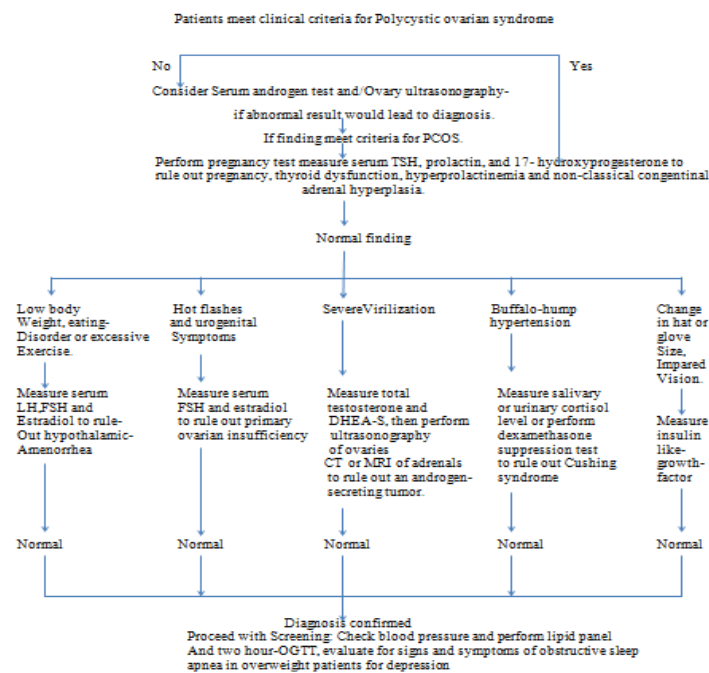 Patients meet clinical criteria for Polycystic ovarian syndrome
No
Yes
Consider Serum androgen test and/Ovary ultrasonography-
if abnormal result would lead to diagnosis.
If finding meet criteria for PCOS.
Perform pregnancy test measure serum TSH, prolactin, and 17- hydroxyprogesterone to
rule out pregnancy, thyroid dysfunction, hyperprolactinemia and non-classical congentinal
adrenal hyperplasia.
Normal finding
Low body
Weight, eating-
Disorder or excessive
Exercise.
Hot flashes
and urogenital
Symptoms
SevereVirilization
Buffalo-hump
hypertension
Change
in hat or
glove
Size,
Impared
Vision.
Measure serum
LH,FSH and
Estradiol to rule-
Out hypothalamic-
Amenorrhea
Measure serum
FSH and estradiol
to rule out primary
ovarian insufficiency
Measure total
testosterone and
DHEA-S, then perform
ultrasonography
of ovaries
CT or MRI of adrenals
to rule out an androgen-
secreting tumor.
Measure salivary
or urinary cortisol
level or perform
dexamethasone
suppression test
to rule out Cushing
syndrome
Measure
insulin
like-
growth-
factor
Normal
Normal
Normal
Normal
Normal
Diagnosis confirmed
Proceed with Screening: Check blood pressure and perform lipid panel
And two hour-OGTT, evaluate for signs and symptoms of obstructive sleep
apnea in overweight patients for depression